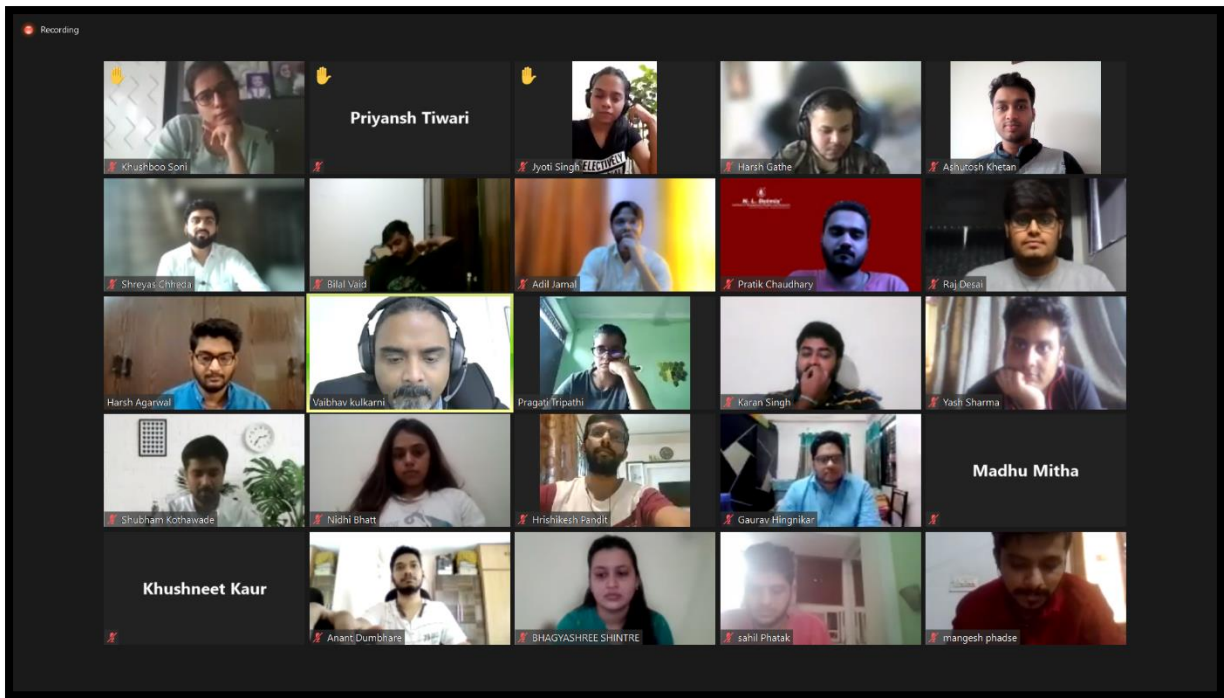 Recording
Khushboo Soni
Priyansh Tiwari
Jyoti Singh
ELECTIVELY
Harsh Gathe
Ashutosh Khetan
Shreyas Chheda
Bilal Vaid
Adil Jamal
N. L. Dalmia
Pratik Chaudhary
Raj Desai
Harsh Agarwal
Vaibhav kulkarni
Pragati Tripathi
Karan Singh
Yash Sharma
Shubham Kothawade
Nidhi Bhatt
Hrishikesh Pandit
Gaurav Hingnikar
Madhu Mitha
Khushneet Kaur
Anant Dumbhare
BHAGYASHREE SHINTRE
sahil Phatak
mangesh phadse